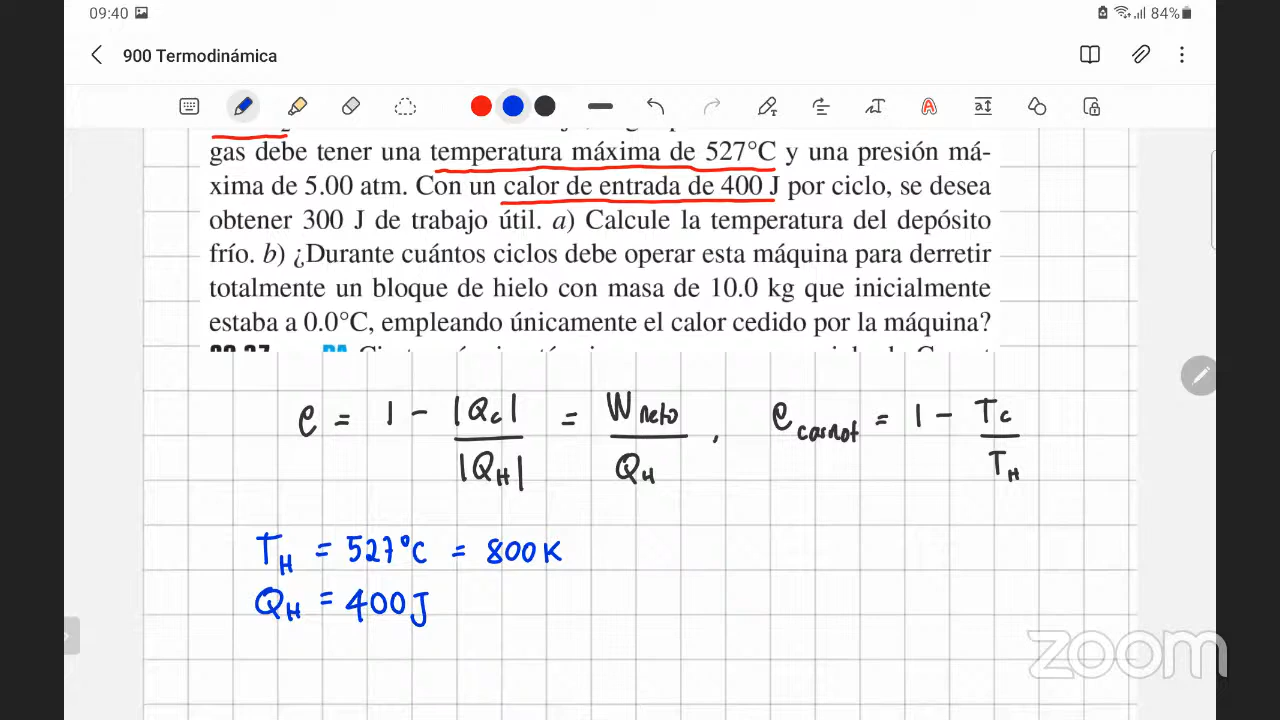 09:40
84%
900 Termodinámica
gas debe tener una temperatura máxima de 527°C y una presión má-
xima de 5.00 atm. Con un calor de entrada de 400 J por ciclo, se desea
obtener 300 J de trabajo útil. a) Calcule la temperatura del depósito
frío. b) ¿Durante cuántos ciclos debe operar esta máquina para derretir
totalmente un bloque de hielo con masa de 10.0 kg que inicialmente
estaba a 0.0°C, empleando únicamente el calor cedido por la máquina?
e = 1 - |Qc| / |QH| = Wneto / QH , e carnot = 1 - Tc / TH
TH = 527°C = 800K
QH = 400J
zoom